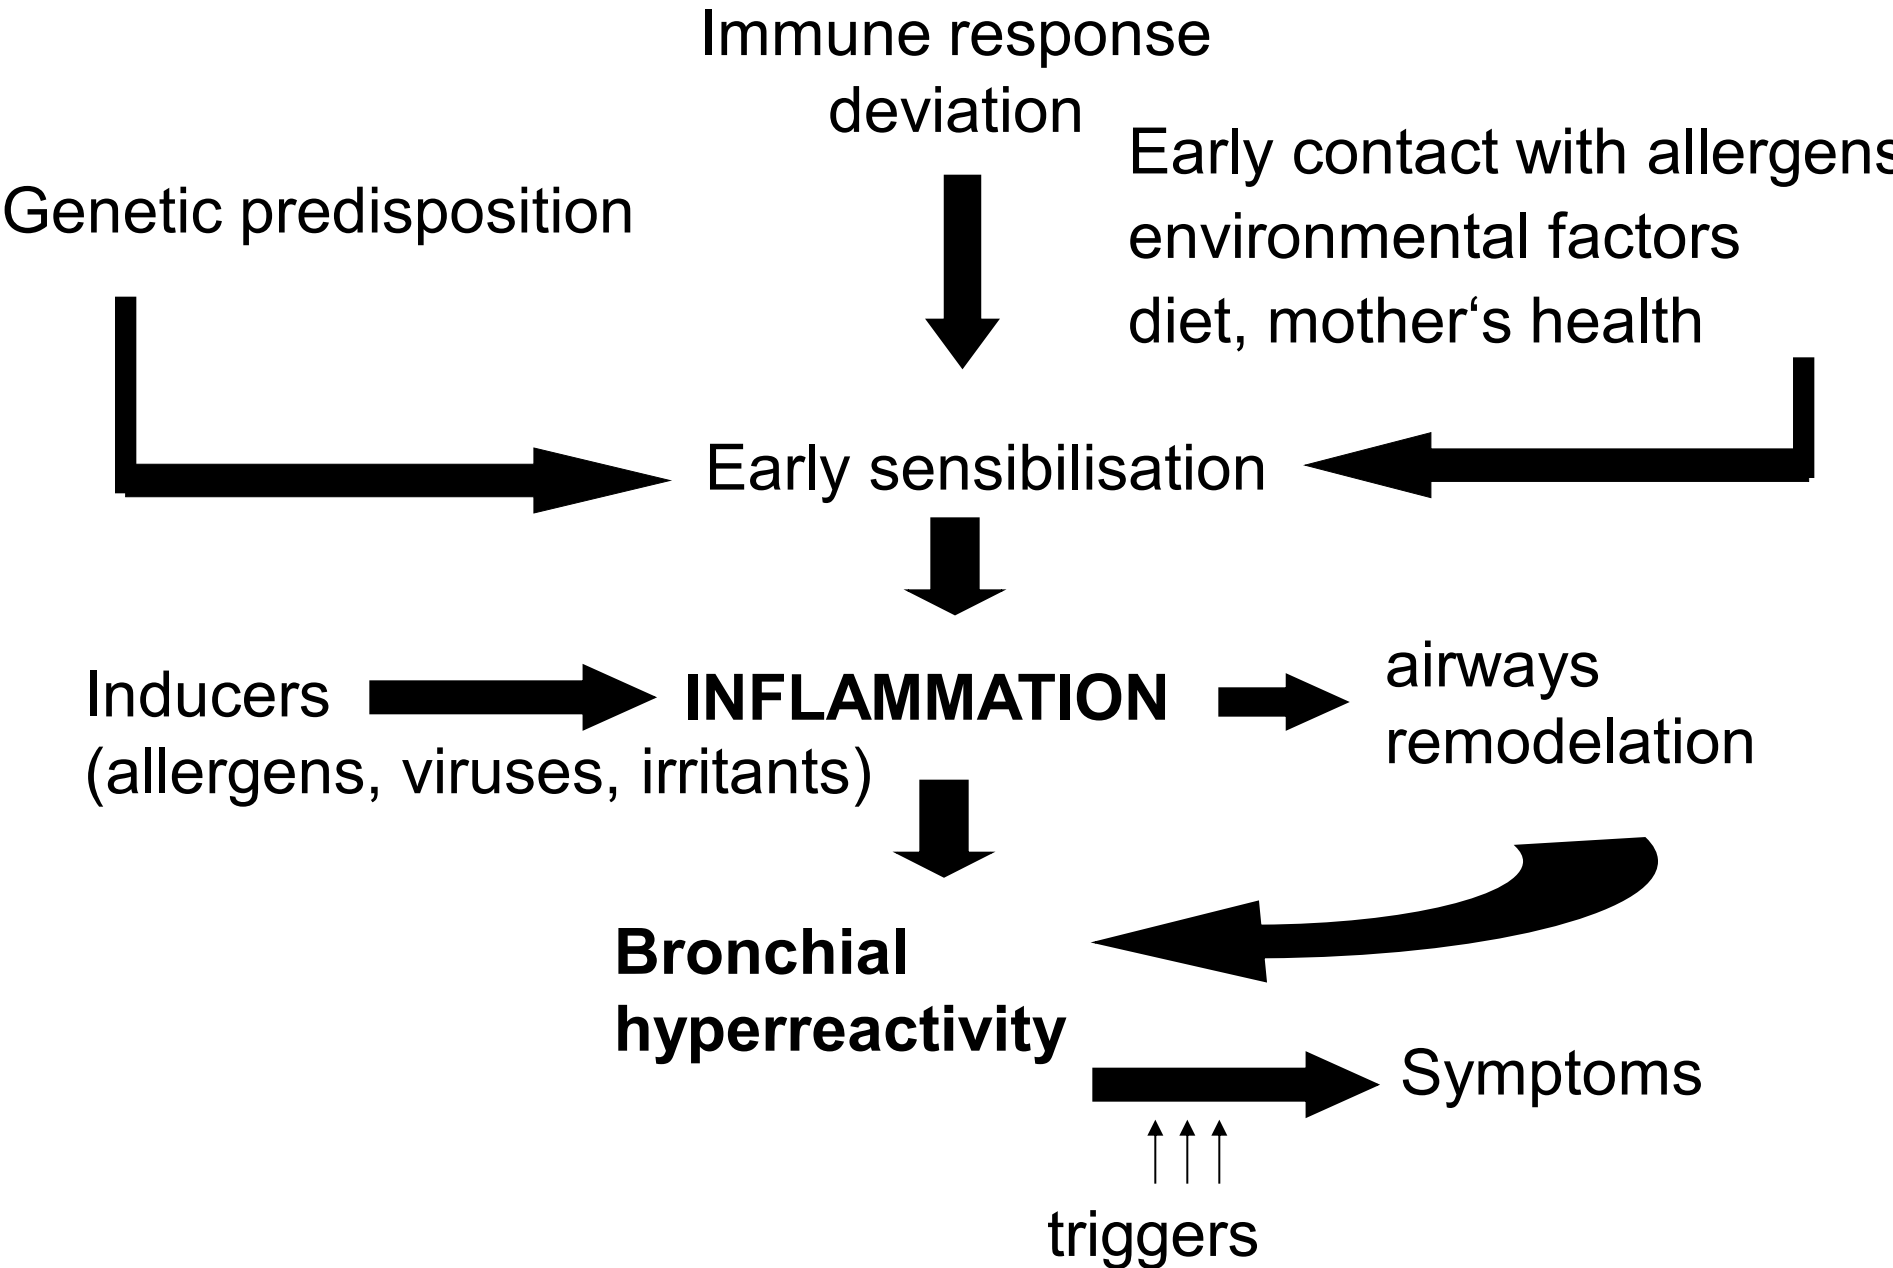 Immune response
deviation
Early contact with allergens
environmental factors
diet, mother‘s health
Genetic predisposition
Early sensibilisation
Inducers
(allergens, viruses, irritants)
INFLAMMATION
airways
remodelation
Bronchial
hyperreactivity
Symptoms
triggers